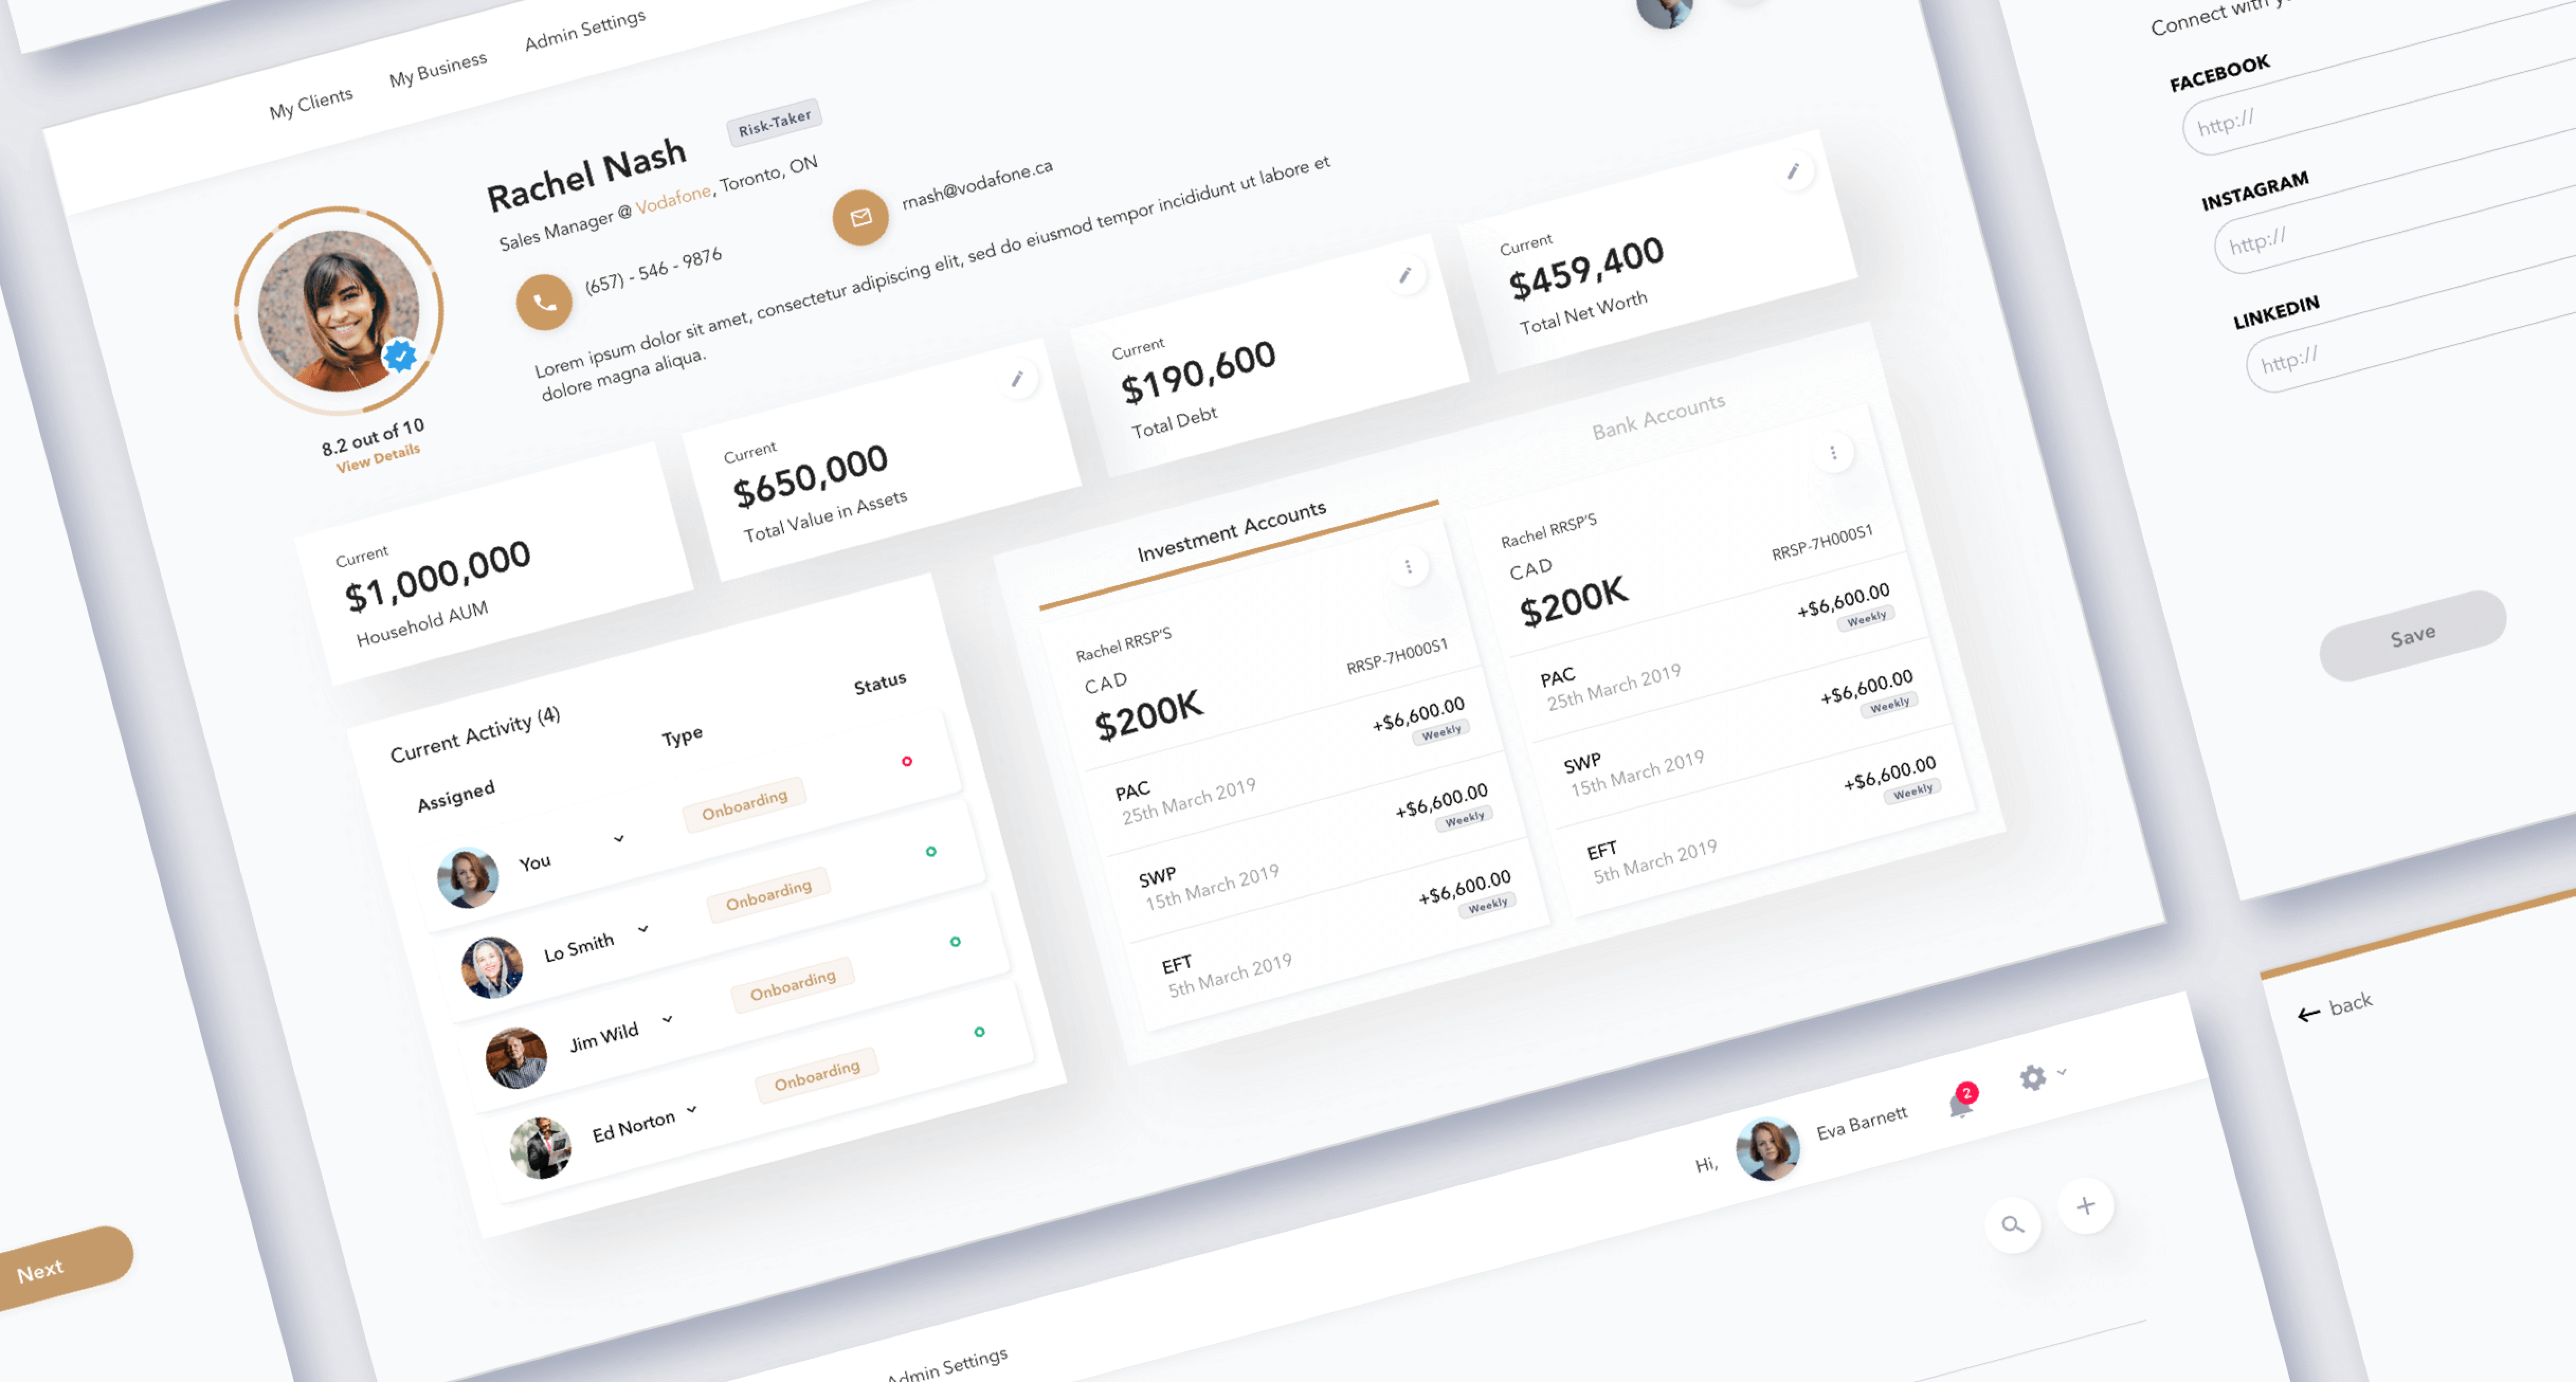 My Clients
My Business
Admin Settings
Rachel Nash
Risk-Taker
Sales Manager @ Vodafone, Toronto, ON
(657) - 546 - 9876
rnash@vodafone.ca
Lorem ipsum dolor sit amet, consectetur adipiscing elit, sed do eiusmod tempor incididunt ut labore et
dolore magna aliqua.
8.2 out of 10
View Details
Current
$1,000,000
Household AUM
Current
$650,000
Total Value in Assets
Current
$190,600
Total Debt
Current
$459,400
Total Net Worth
Current Activity (4)
Assigned
Type
Status
You
Onboarding
Lo Smith
Onboarding
Jim Wild
Onboarding
Ed Norton
Onboarding
Investment Accounts
Bank Accounts
Rachel RRSP'S
CAD
$200K
RRSP-7H000S1
PAC
25th March 2019
+$6,600.00
Weekly
SWP
15th March 2019
+$6,600.00
Weekly
EFT
5th March 2019
+$6,600.00
Weekly
Rachel RRSP'S
CAD
$200K
RRSP-7H000S1
PAC
25th March 2019
+$6,600.00
Weekly
SWP
15th March 2019
+$6,600.00
Weekly
EFT
5th March 2019
+$6,600.00
Weekly
Connect with
FACEBOOK
http://
INSTAGRAM
http://
LINKEDIN
http://
Save
back
Next
Hi,
Eva Barnett
2
Admin Settings